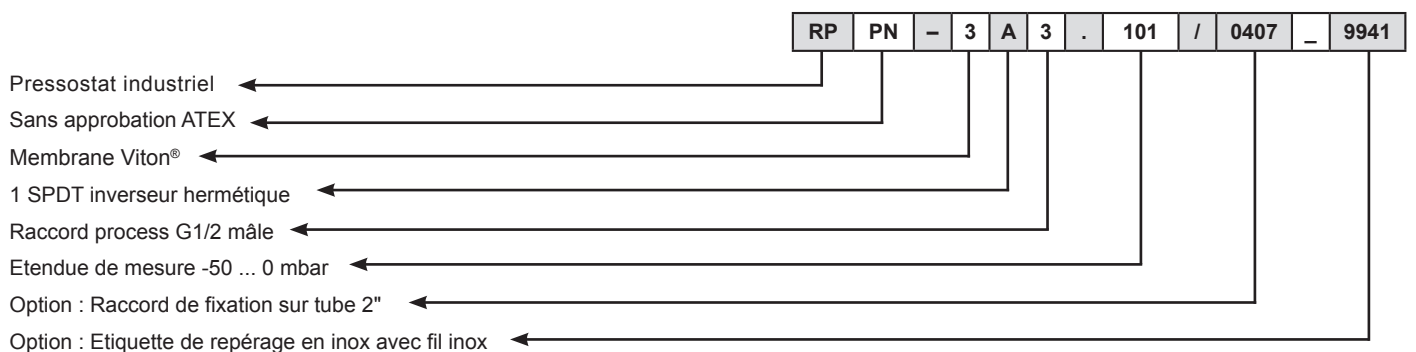 RP PN – 3 A 3 . 101 / 0407 _ 9941
Pressostat industriel
Sans approbation ATEX
Membrane Viton®
1 SPDT inverseur hermétique
Raccord process G1/2 mâle
Etendue de mesure -50 ... 0 mbar
Option : Raccord de fixation sur tube 2"
Option : Etiquette de repérage en inox avec fil inox